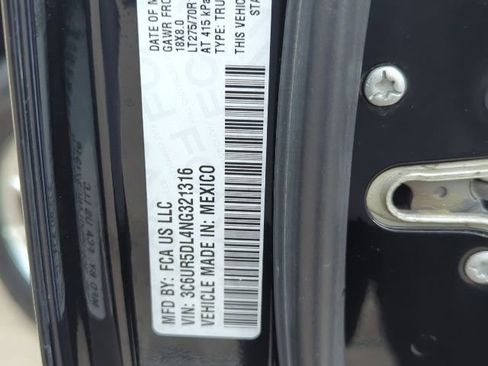 DATE OF M
GAWR FRO
18X8.0
LT275/70R1
AT 415 kPa
TYPE: TRU
THIS VEHIC
STA
MFD BY: FCA US LLC
VIN: 3C6UR5DL4NG321316
VEHICLE MADE IN: MEXICO